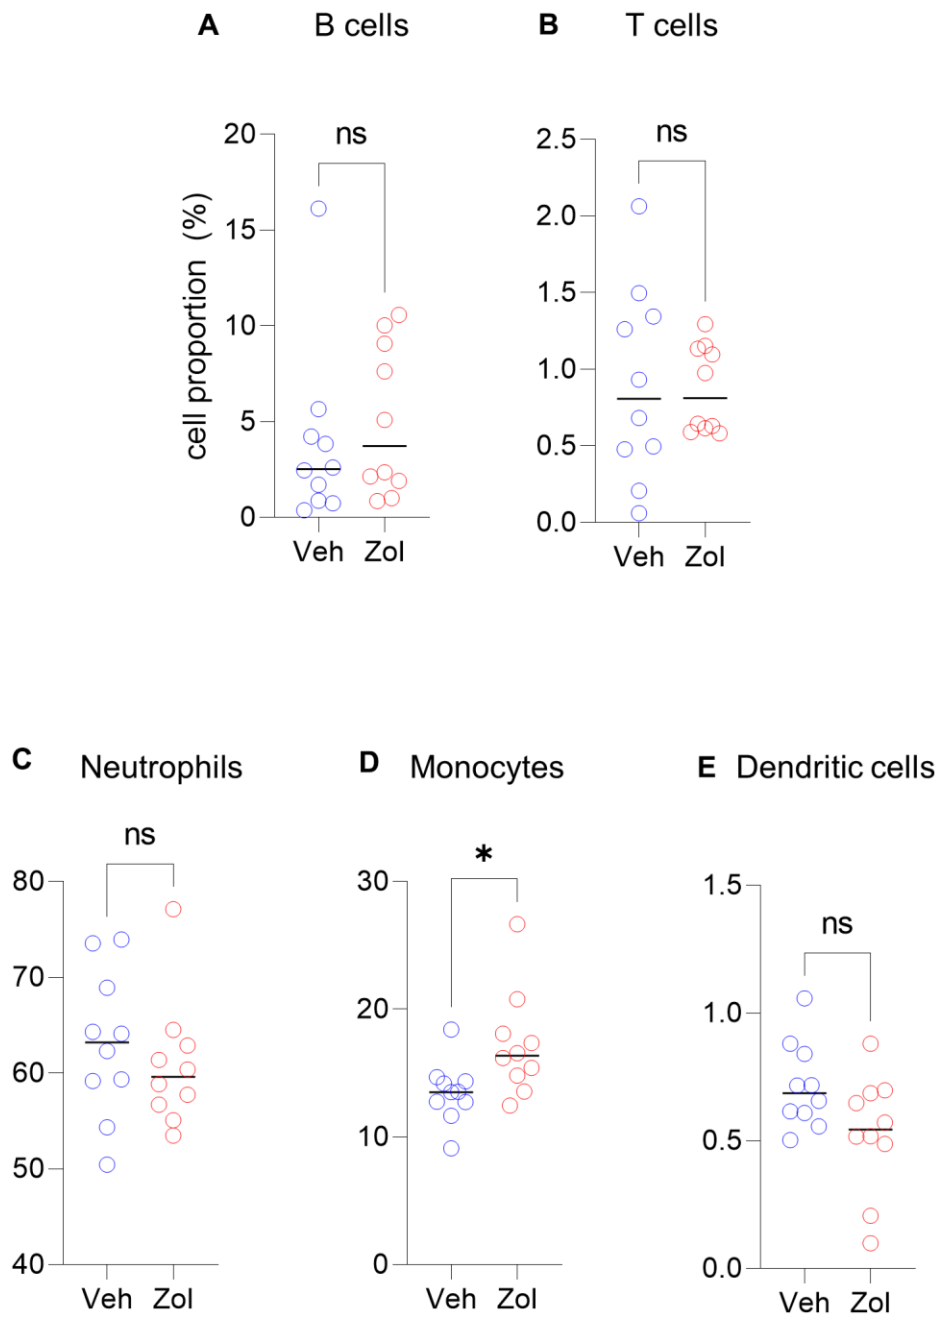 A B cells
B T cells
cell proportion (%)
20
15
10
5
0
ns
Veh Zol
2.5
2.0
1.5
1.0
0.5
0.0
ns
Veh Zol
C Neutrophils
D Monocytes
E Dendritic cells
80
70
60
50
40
ns
Veh Zol
30
20
10
0
*
Veh Zol
1.5
1.0
0.5
0.0
ns
Veh Zol